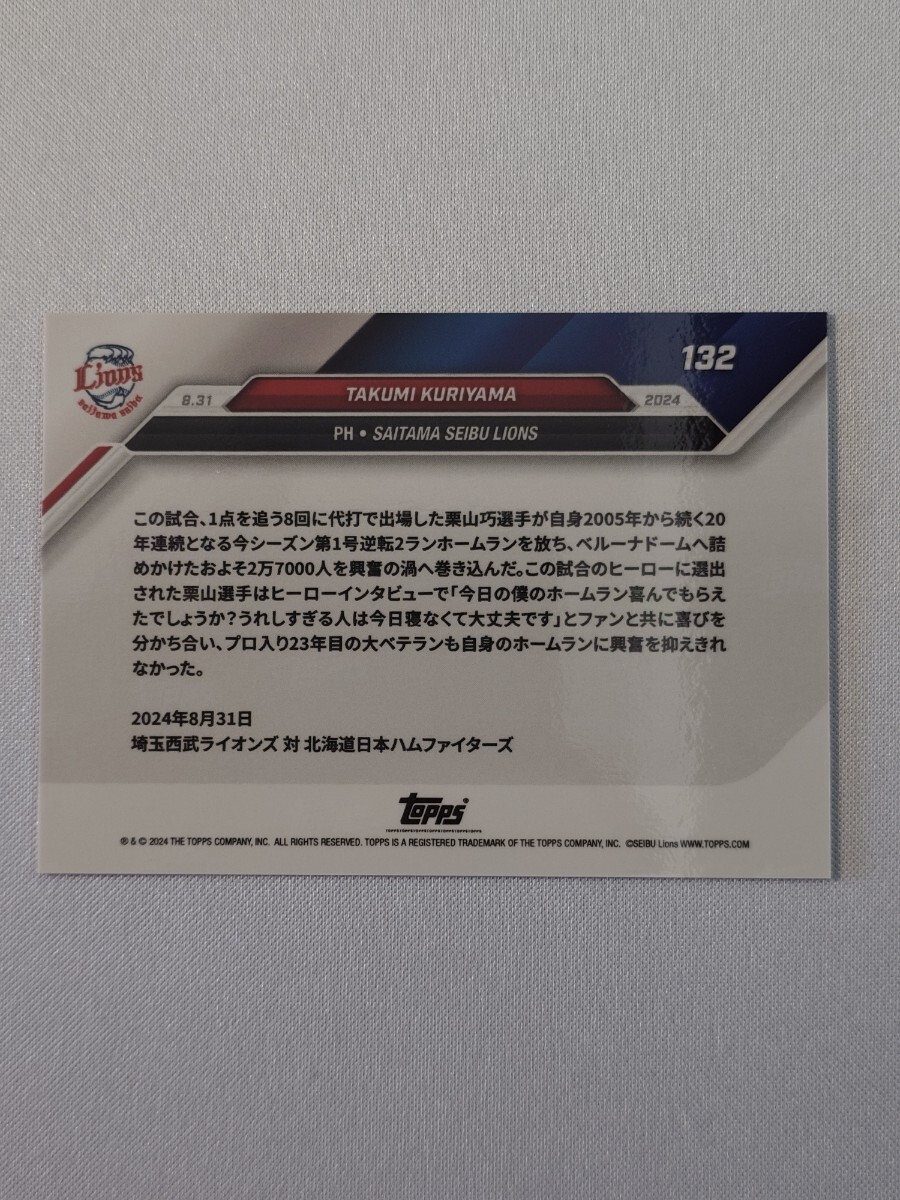 Lions
saitama seibu
132
8.31
TAKUMI KURIYAMA
2024
PH • SAITAMA SEIBU LIONS
この試合、1点を追う8回に代打で出場した栗山巧選手が自身2005年から続く20
年連続となる今シーズン第1号逆転2ランホームランを放ち、ベルーナドームへ詰
めかけたおよそ2万7000人を興奮の渦へ巻き込んだ。この試合のヒーローに選出
された栗山選手はヒーローインタビューで「今日の僕のホームラン喜んでもらえ
たでしょうか?うれしすぎる人は今日寝なくて大丈夫です」とファンと共に喜びを
分かち合い、プロ入り23年目の大ベテランも自身のホームランに興奮を抑えきれ
なかった。
2024年8月31日
埼玉西武ライオンズ 対 北海道日本ハムファイターズ
Topps®
® & © 2024 THE TOPPS COMPANY, INC. ALL RIGHTS RESERVED. TOPPS IS A REGISTERED TRADEMARK OF THE TOPPS COMPANY, INC. ©SEIBU Lions WWW.TOPPS.COM